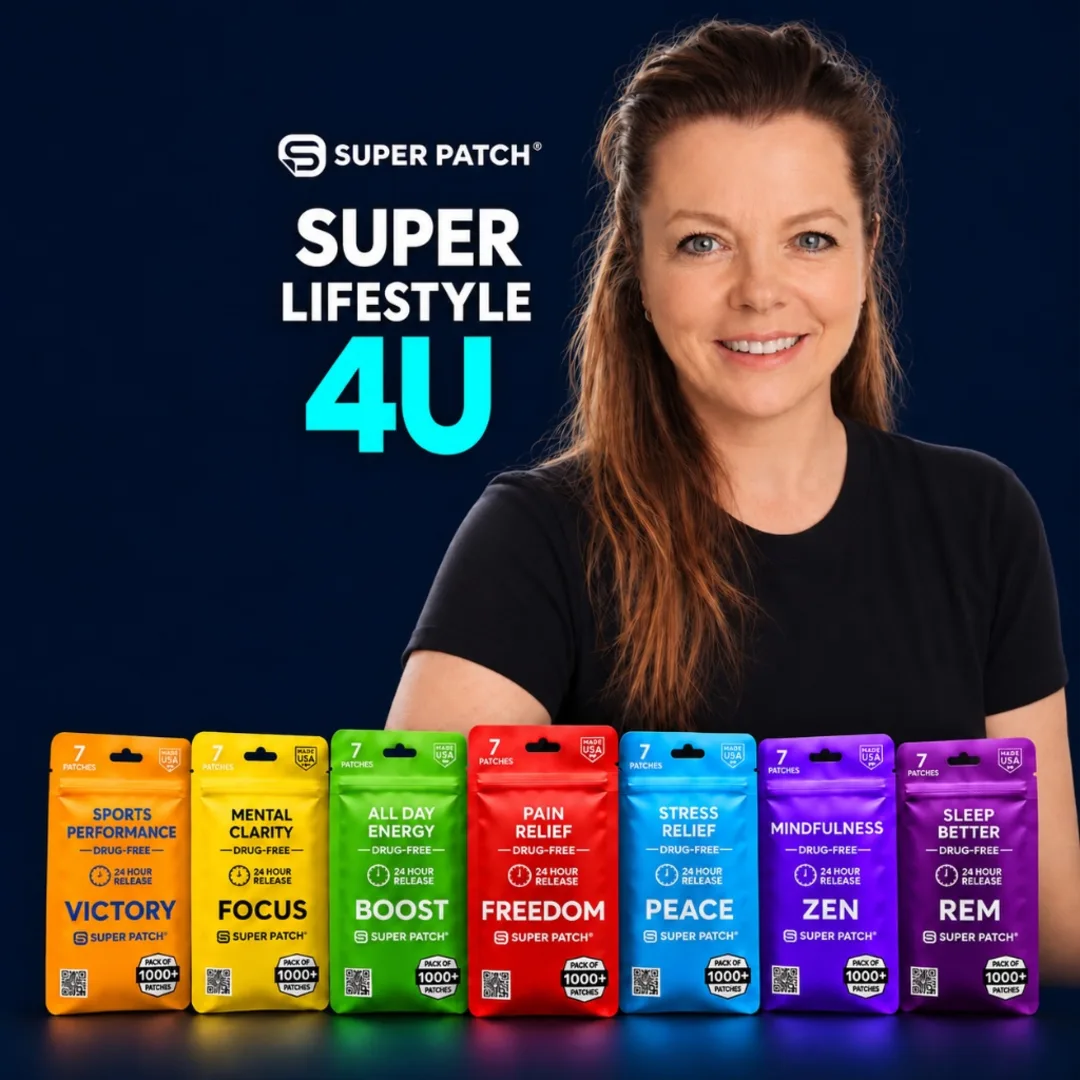 SUPER PATCH®
SUPER
LIFESTYLE
4U
7
PATCHES
MADE
USA
SPORTS
PERFORMANCE
DRUG-FREE
24 HOUR
RELEASE
VICTORY
SUPER PATCH®
PACK OF
1000+
PATCHES
7
PATCHES
MADE
USA
MENTAL
CLARITY
DRUG-FREE
24 HOUR
RELEASE
FOCUS
SUPER PATCH®
PACK OF
1000+
PATCHES
7
PATCHES
MADE
USA
ALL DAY
ENERGY
DRUG-FREE
24 HOUR
RELEASE
BOOST
SUPER PATCH®
PACK OF
1000+
PATCHES
7
PATCHES
MADE
USA
PAIN
RELIEF
DRUG-FREE
24 HOUR
RELEASE
FREEDOM
SUPER PATCH®
PACK OF
1000+
PATCHES
7
PATCHES
MADE
USA
STRESS
RELIEF
DRUG-FREE
24 HOUR
RELEASE
PEACE
SUPER PATCH®
PACK OF
1000+
PATCHES
7
PATCHES
MADE
USA
MINDFULNESS
DRUG-FREE
24 HOUR
RELEASE
ZEN
SUPER PATCH®
PACK OF
1000+
PATCHES
7
PATCHES
MADE
USA
SLEEP
BETTER
DRUG-FREE
24 HOUR
RELEASE
REM
SUPER PATCH®
PACK OF
1000+
PATCHES